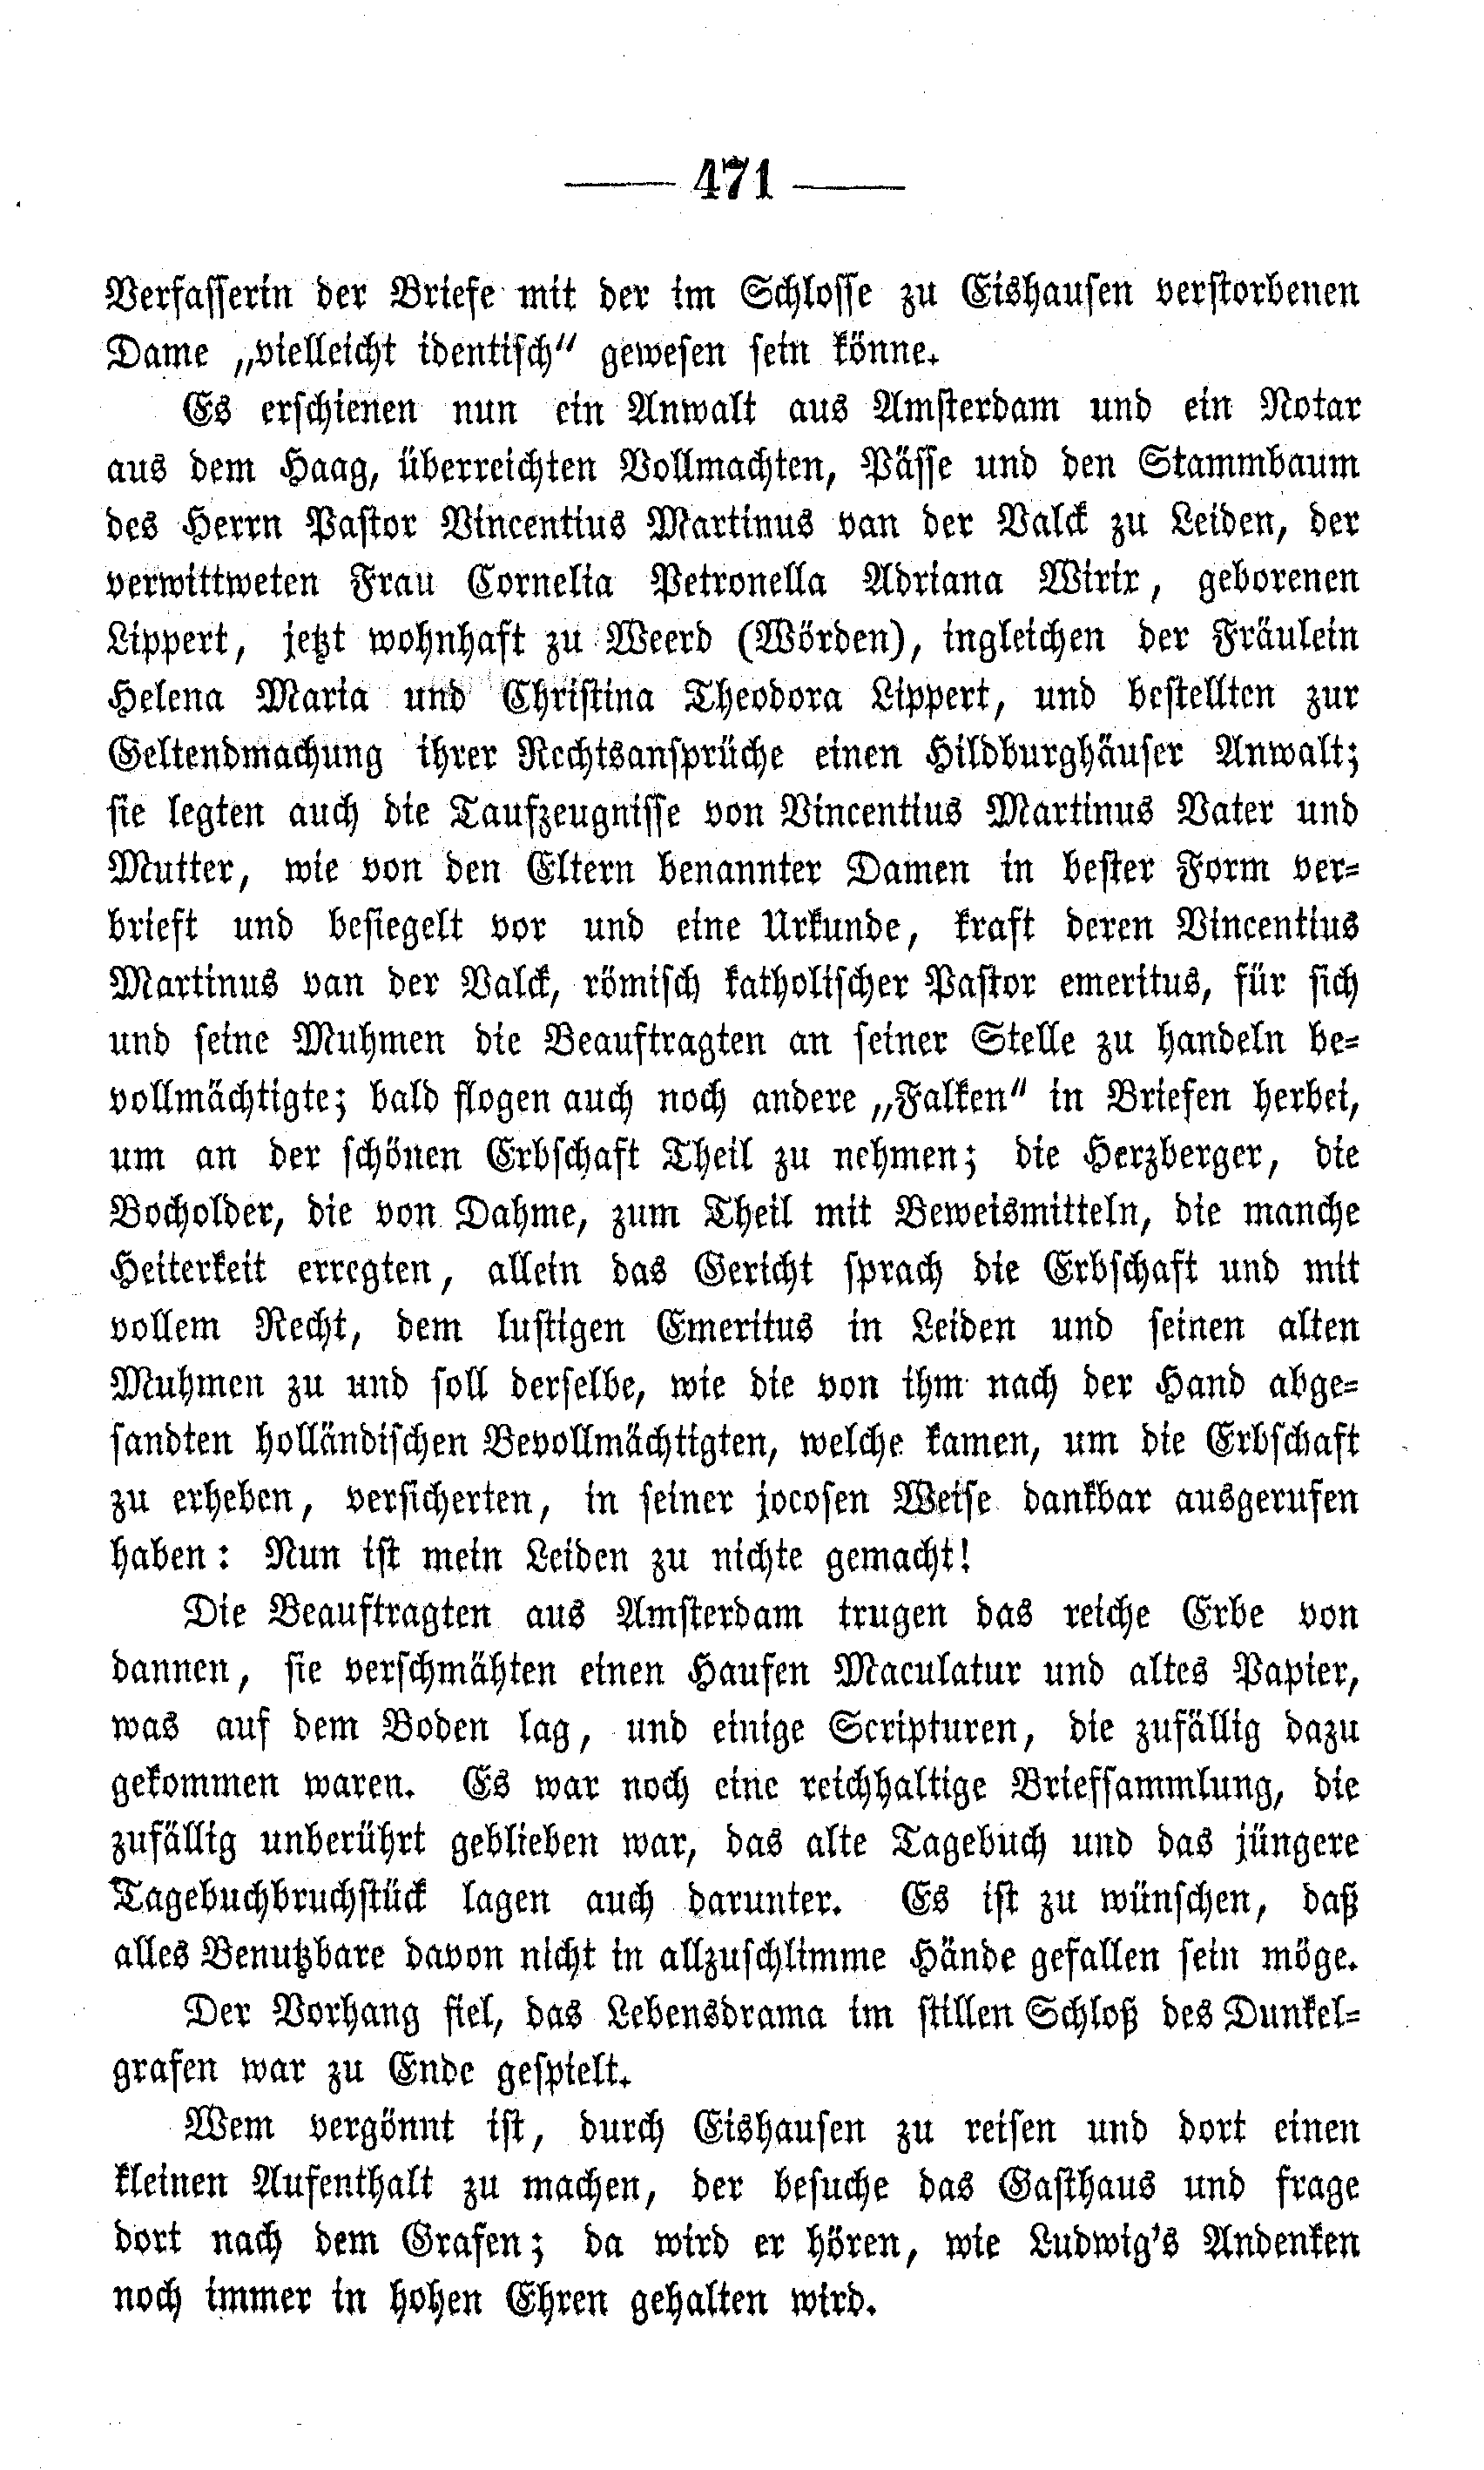 —— 471 ——
Verfasserin der Briefe mit der im Schlosse zu Eishausen verstorbenen
Dame „vielleicht identisch“ gewesen sein könne.
Es erschienen nun ein Anwalt aus Amsterdam und ein Notar
aus dem Haag, überreichten Vollmachten, Pässe und den Stammbaum
des Herrn Pastor Vincentius Martinus van der Valck zu Leiden, der
verwittweten Frau Cornelia Petronella Adriana Wirix, geborenen
Lippert, jetzt wohnhaft zu Weerd (Wörden), ingleichen der Fräulein
Helena Maria und Christina Theodora Lippert, und bestellten zur
Geltendmachung ihrer Rechtsansprüche einen Hildburghäuser Anwalt;
sie legten auch die Taufzeugnisse von Vincentius Martinus Vater und
Mutter, wie von den Eltern benannter Damen in bester Form ver-
brieft und besiegelt vor und eine Urkunde, kraft deren Vincentius
Martinus van der Valck, römisch katholischer Pastor emeritus, für sich
und seine Muhmen die Beauftragten an seiner Stelle zu handeln be-
vollmächtigte; bald flogen auch noch andere „Falken“ in Briefen herbei,
um an der schönen Erbschaft Theil zu nehmen; die Herzberger, die
Bocholder, die von Dahme, zum Theil mit Beweismitteln, die manche
Heiterkeit erregten, allein das Gericht sprach die Erbschaft und mit
vollem Recht, dem lustigen Emeritus in Leiden und seinen alten
Muhmen zu und soll derselbe, wie die von ihm nach der Hand abge-
sandten holländischen Bevollmächtigten, welche kamen, um die Erbschaft
zu erheben, versicherten, in seiner jocosen Weise dankbar ausgerufen
haben: Nun ist mein Leiden zu nichte gemacht!
Die Beauftragten aus Amsterdam trugen das reiche Erbe von
dannen, sie verschmähten einen Haufen Maculatur und altes Papier,
was auf dem Boden lag, und einige Scripturen, die zufällig dazu
gekommen waren. Es war noch eine reichhaltige Briefsammlung, die
zufällig unberührt geblieben war, das alte Tagebuch und das jüngere
Tagebuchbruchstück lagen auch darunter. Es ist zu wünschen, daß
alles Benutzbare davon nicht in allzuschlimme Hände gefallen sein möge.
Der Vorhang fiel, das Lebensdrama im stillen Schloß des Dunkel-
grafen war zu Ende gespielt.
Wem vergönnt ist, durch Eishausen zu reisen und dort einen
kleinen Aufenthalt zu machen, der besuche das Gasthaus und frage
dort nach dem Grafen; da wird er hören, wie Ludwig's Andenken
noch immer in hohen Ehren gehalten wird.